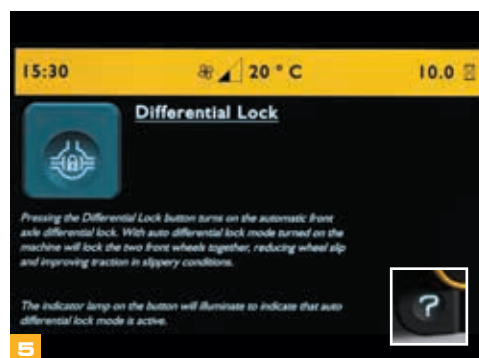 15:30 20 ° C 10.0
Differential Lock
Pressing the Differential Lock button turns on the automatic front
axle differential lock. With auto differential lock mode turned on the
machine will lock the two front wheels together, reducing wheel slip
and improving traction in slippery conditions.
The indicator lamp on the button will illuminate to indicate that auto
differential lock mode is active.
?
5